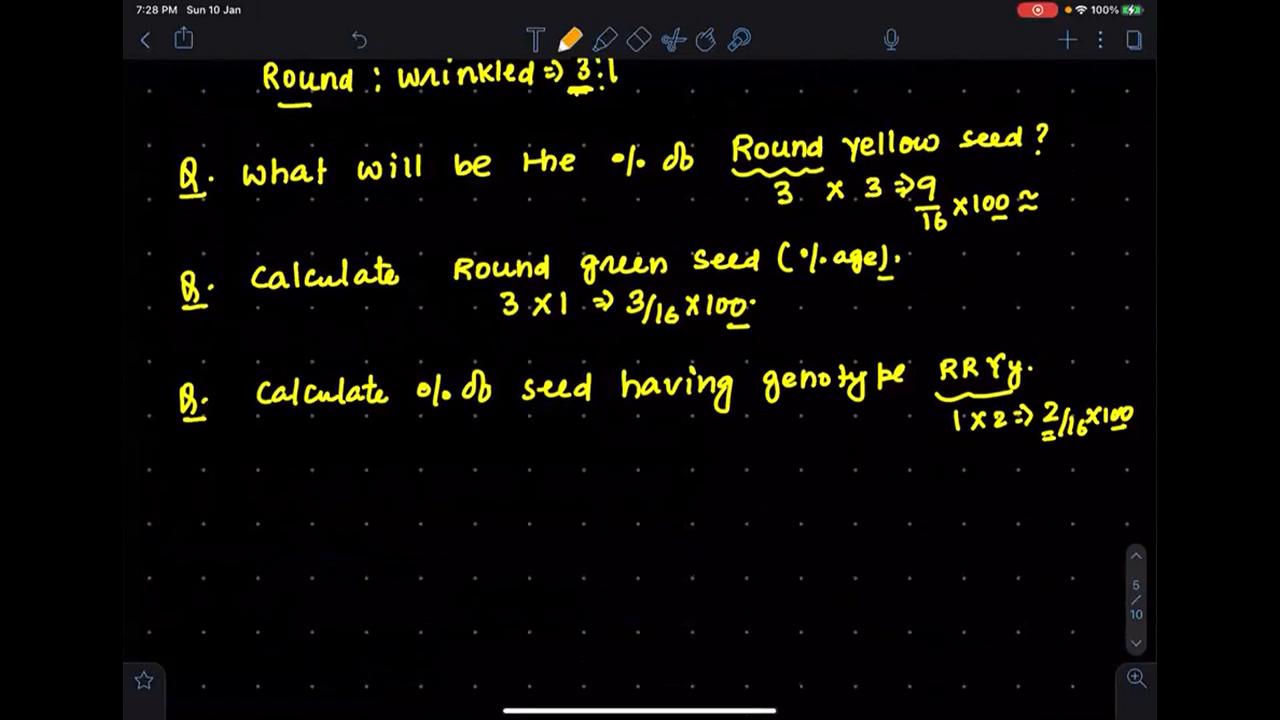 7:28 PM Sun 10 Jan
100%
Round : wrinkled => 3:1
Q. What will be the % of Round yellow seed?
3 x 3 => 9/16 x 100 ≈
Q. Calculate Round green seed (% age).
3 x 1 => 3/16 x 100.
Q. Calculate % of seed having genotype RRYy.
1 x 2 => 2/16 x 100
5
/
10